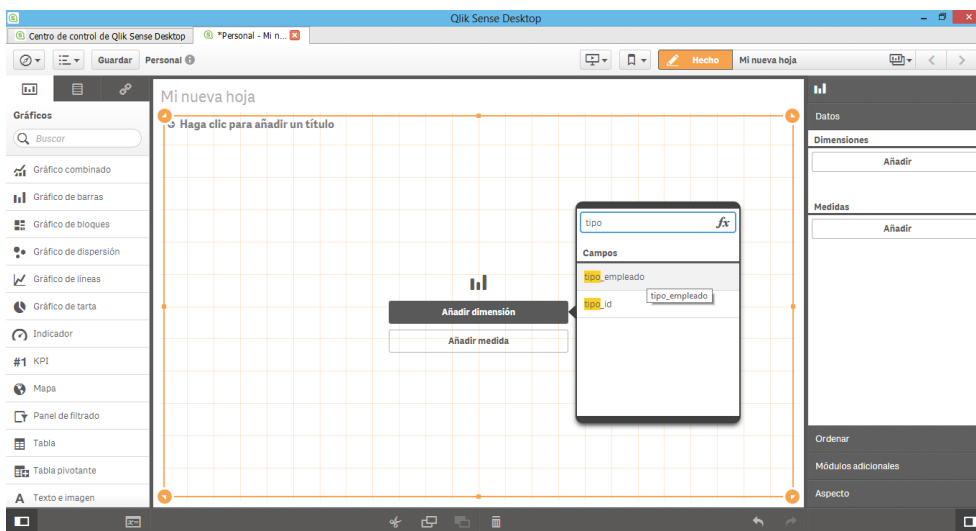 Qlik Sense Desktop
Centro de control de Qlik Sense Desktop
*Personal - Mi n...
Guardar
Personal
Hecho
Mi nueva hoja
Gráficos
Buscar
Gráfico combinado
Gráfico de barras
Gráfico de bloques
Gráfico de dispersión
Gráfico de líneas
Gráfico de tarta
Indicador
#1 KPI
Mapa
Panel de filtrado
Tabla
Tabla pivotante
A Texto e imagen
Mi nueva hoja
Haga clic para añadir un título
Añadir dimensión
Añadir medida
tipo
fx
Campos
tipo_empleado
tipo_empleado
tipo_id
Datos
Dimensiones
Añadir
Medidas
Añadir
Ordenar
Módulos adicionales
Aspecto